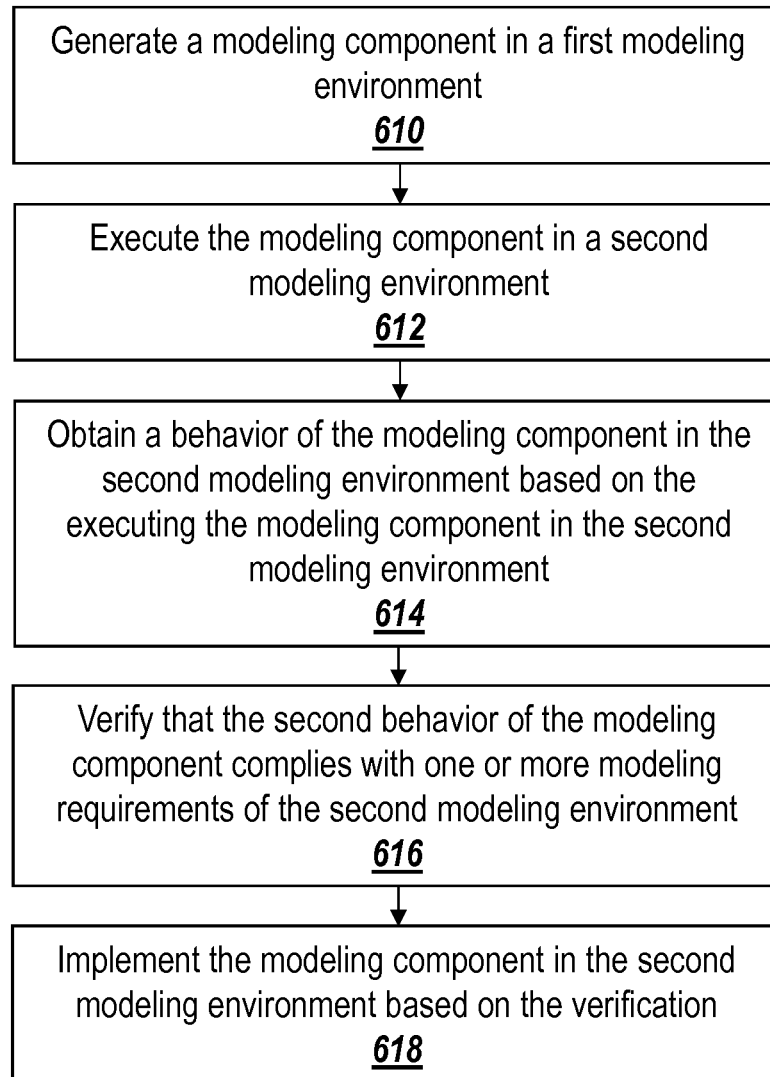 Generate a modeling component in a first modeling
environment
610
Execute the modeling component in a second
modeling environment
612
Obtain a behavior of the modeling component in the
second modeling environment based on the
executing the modeling component in the second
modeling environment
614
Verify that the second behavior of the modeling
component complies with one or more modeling
requirements of the second modeling environment
616
Implement the modeling component in the second
modeling environment based on the verification
618